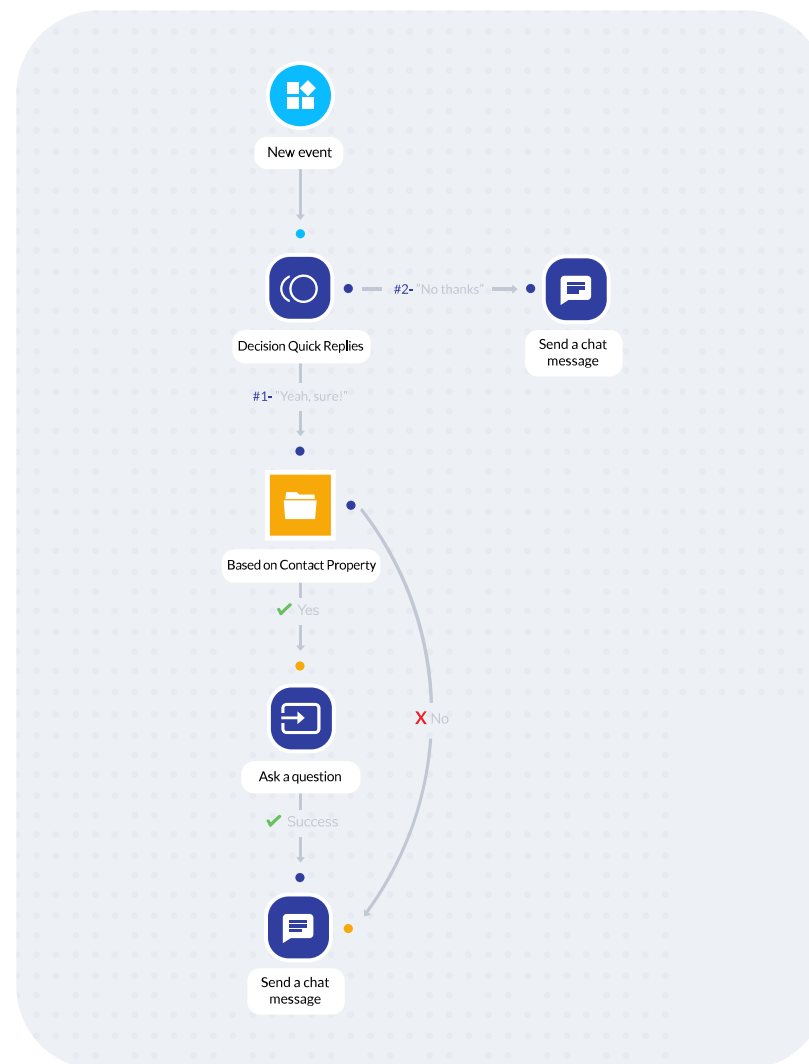 New event
#2- "No thanks"
Decision Quick Replies
Send a chat
message
#1- "Yeah, sure!"
Based on Contact Property
Yes
X No
Ask a question
Success
Send a chat
message